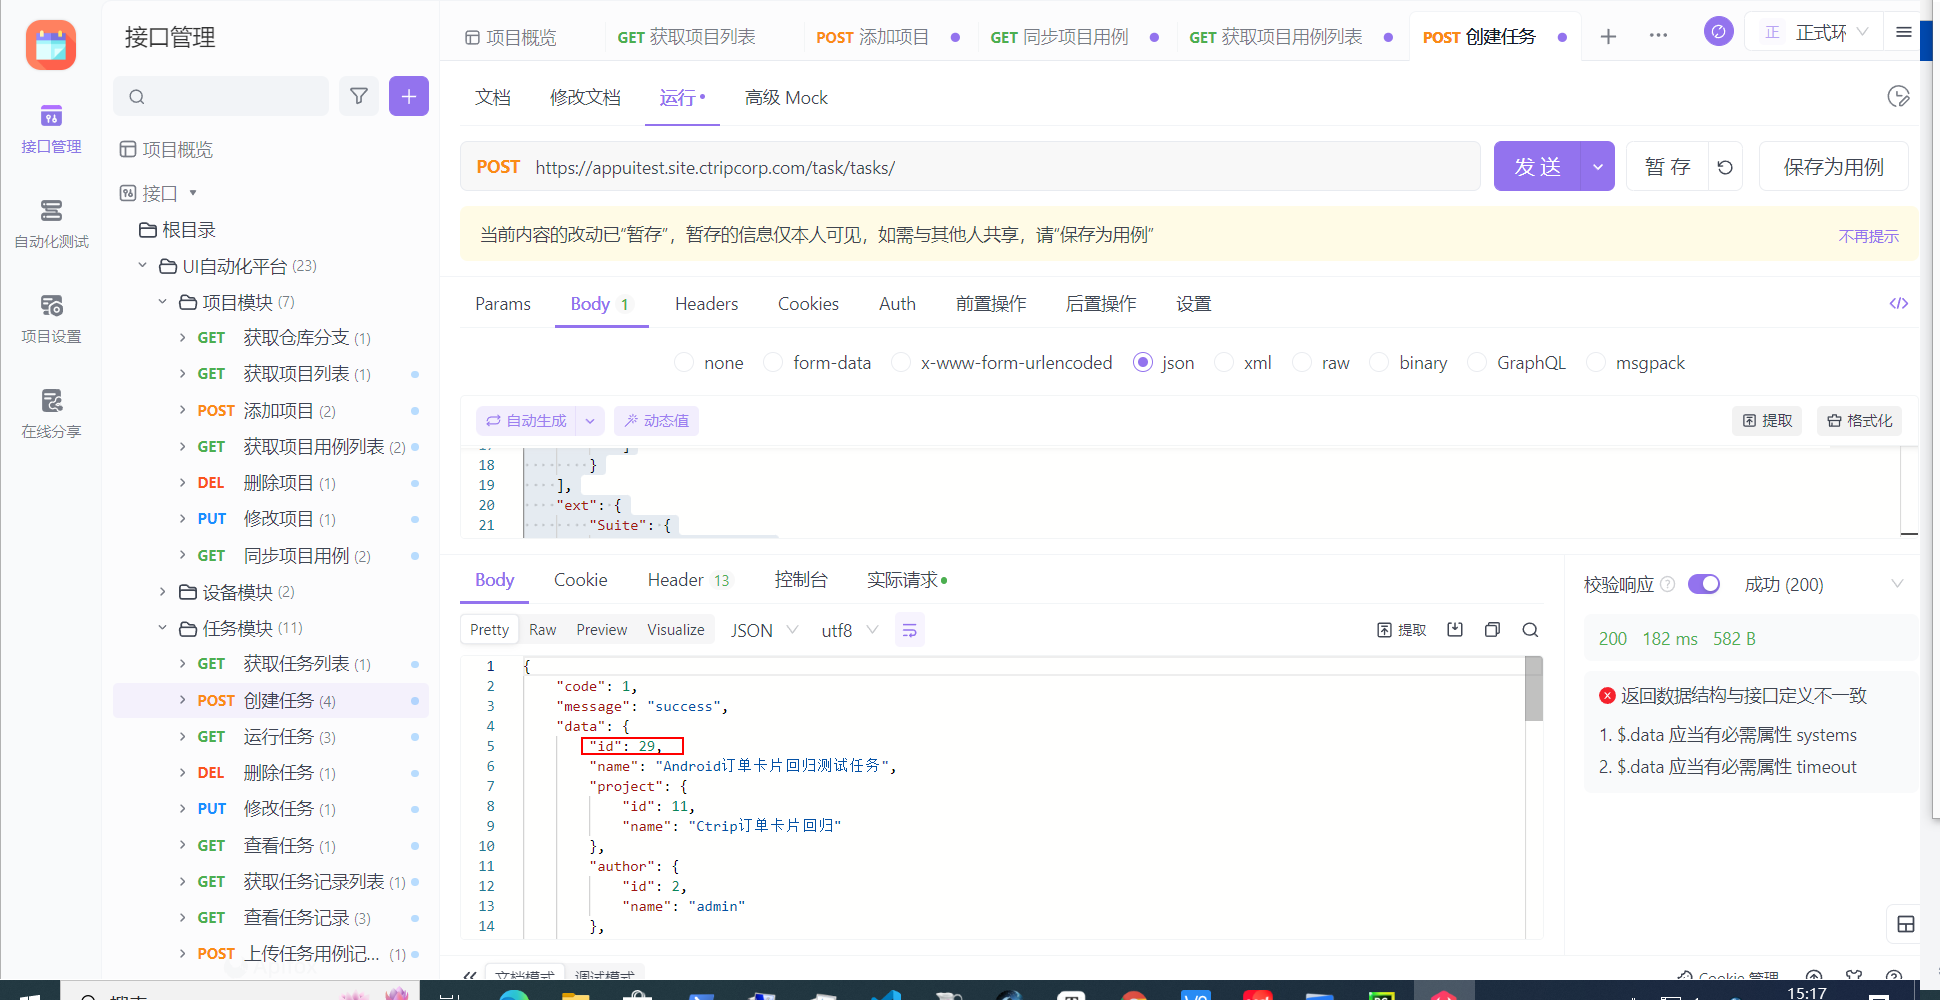 接口管理
自动化测试
项目设置
在线分享
接口管理
项目概览
接口
根目录
UI自动化平台 (23)
项目模块 (7)
GET 获取仓库分支 (1)
GET 获取项目列表 (1)
POST 添加项目 (2)
GET 获取项目用例列表 (2)
DEL 删除项目 (1)
PUT 修改项目 (1)
GET 同步项目用例 (2)
设备模块 (2)
任务模块 (11)
GET 获取任务列表 (1)
POST 创建任务 (4)
GET 运行任务 (3)
DEL 删除任务 (1)
PUT 修改任务 (1)
GET 查看任务 (1)
GET 获取任务记录列表 (1)
GET 查看任务记录 (3)
POST 上传任务用例记... (1)
项目概览 GET 获取项目列表 POST 添加项目 GET 同步项目用例 GET 获取项目用例列表 POST 创建任务 正 正式环
文档 修改文档 运行 高级 Mock
POST https://appuitest.site.ctripcorp.com/task/tasks/ 发 送 暂 存 保存为用例
当前内容的改动已“暂存”，暂存的信息仅本人可见，如需与其他人共享，请“保存为用例” 不再提示
Params Body 1 Headers Cookies Auth 前置操作 后置操作 设置 </>
none form-data x-www-form-urlencoded json xml raw binary GraphQL msgpack
自动生成 动态值 提取 格式化
18 }
19 ],
20 "ext": {
21 "Suite": {
Body Cookie Header 13 控制台 实际请求
Pretty Raw Preview Visualize JSON utf8 提取
1 {
2 "code": 1,
3 "message": "success",
4 "data": {
5 "id": 29,
6 "name": "Android订单卡片回归测试任务",
7 "project": {
8 "id": 11,
9 "name": "Ctrip订单卡片回归"
10 },
11 "author": {
12 "id": 2,
13 "name": "admin"
14 },
校验响应 成功 (200)
200 182 ms 582 B
返回数据结构与接口定义不一致
1. $.data 应当有必需属性 systems
2. $.data 应当有必需属性 timeout
文档模式 调试模式 Cookie 管理
15:17